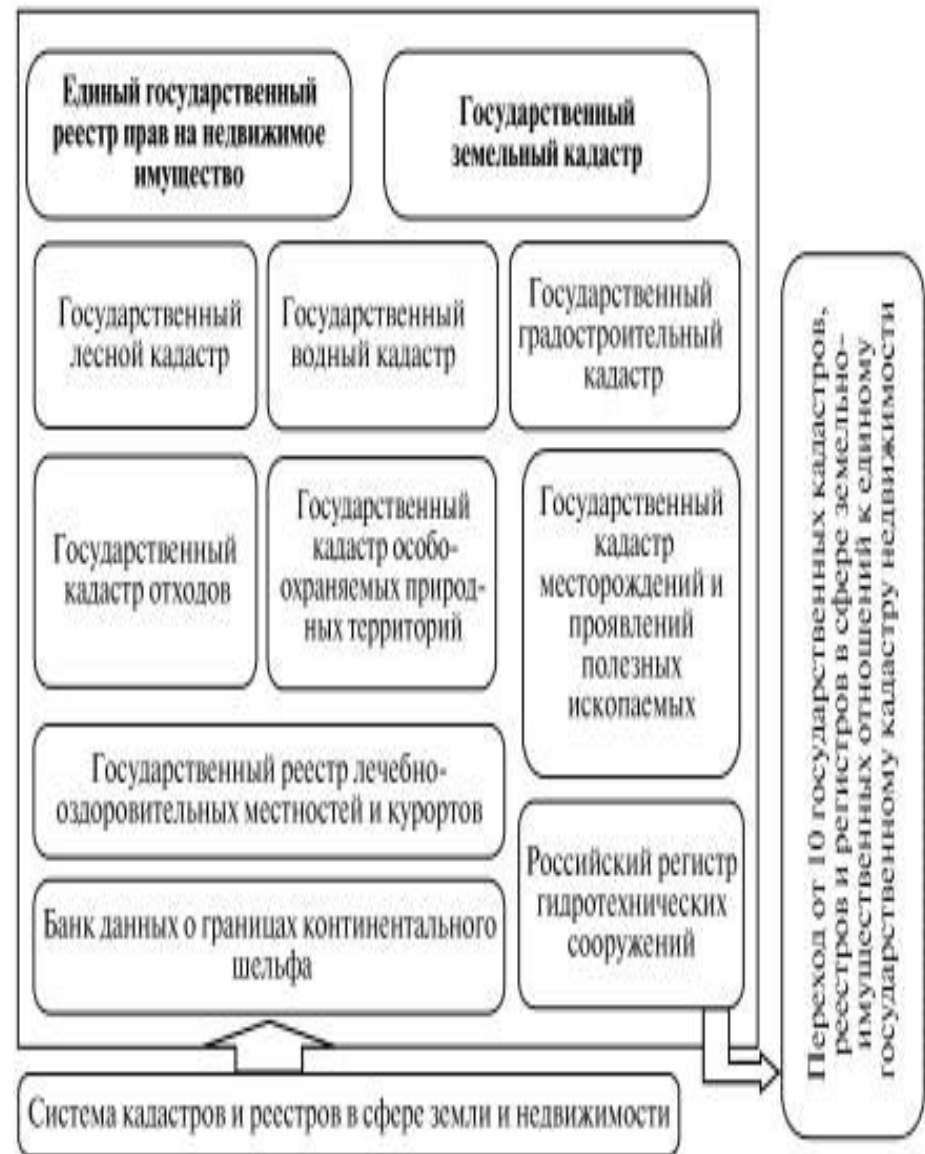 Единый государственный
реестр прав на недвижимое
имущество
Государственный
земельный кадастр
Государственный
лесной кадастр
Государственный
водный кадастр
Государственный
градостроительный
кадастр
Государственный
кадастр отходов
Государственный
кадастр особо-
охраняемых природ-
ных территорий
Государственный
кадастр
месторождений и
проявлений
полезных
ископаемых
Государственный реестр лечебно-
оздоровительных местностей и курортов
Российский регистр
гидротехнических
сооружений
Банк данных о границах континентального
шельфа
Система кадастров и реестров в сфере земли и недвижимости
Переход от 10 государственных кадастров,
реестров и регистров в сфере земельно-
имущественных отношений к единому
государственному кадастру недвижимости